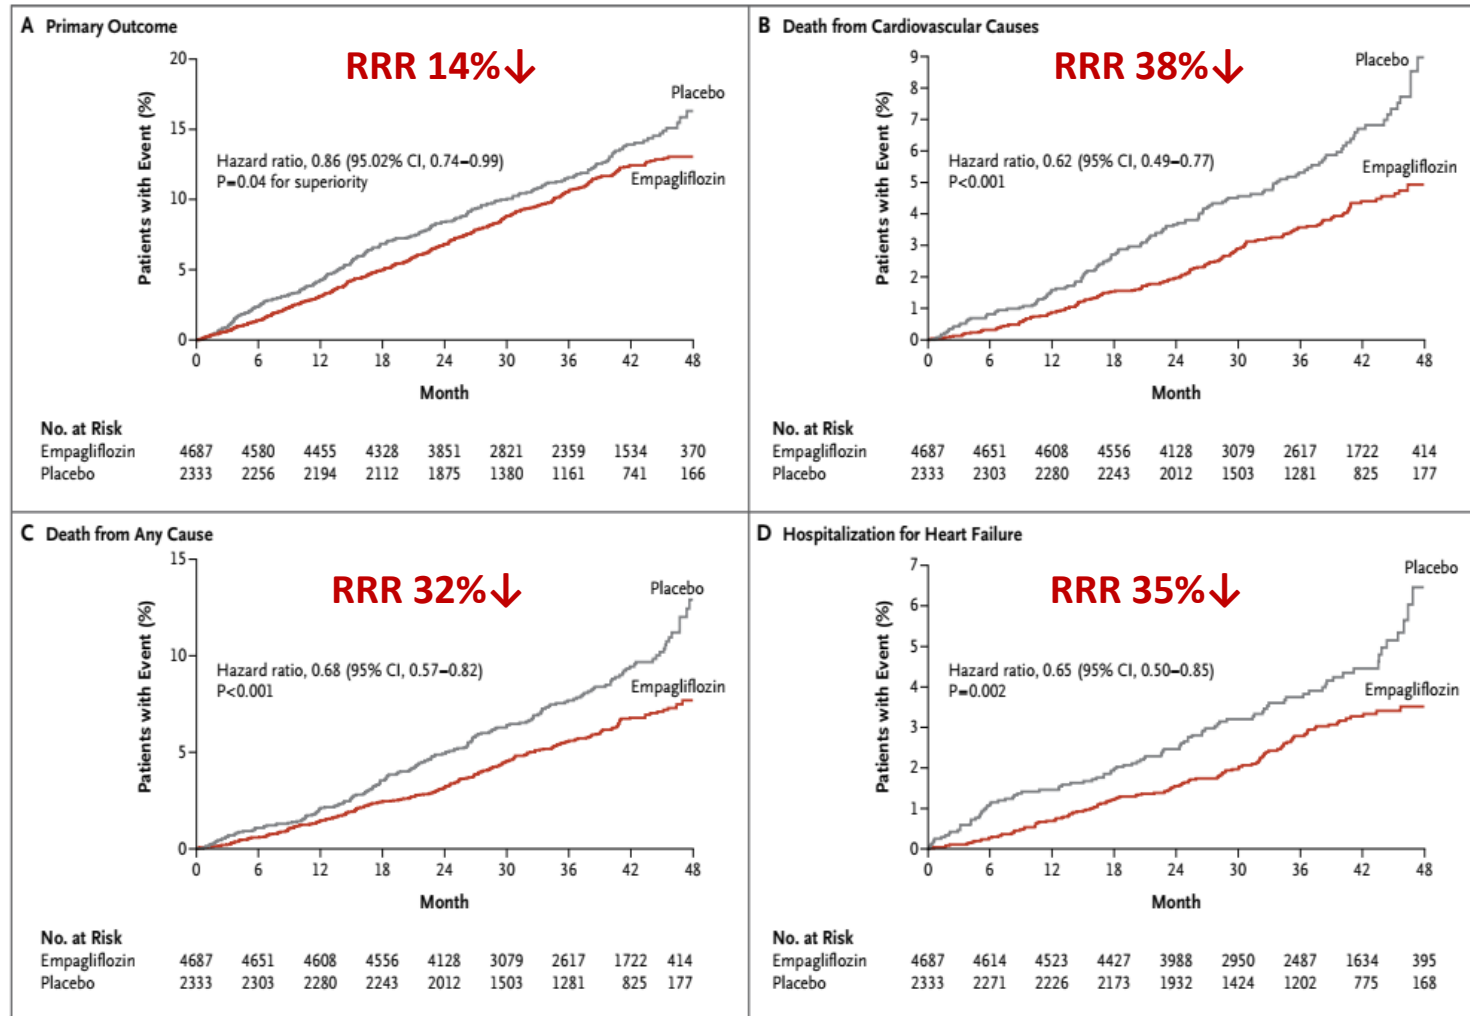 A Primary Outcome
RRR 14%↓
20
15
10
5
0
Patients with Event (%)
Placebo
Hazard ratio, 0.86 (95.02% CI, 0.74–0.99)
P=0.04 for superiority
Empagliflozin
0 6 12 18 24 30 36 42 48
Month
No. at Risk
Empagliflozin 4687 4580 4455 4328 3851 2821 2359 1534 370
Placebo 2333 2256 2194 2112 1875 1380 1161 741 166
B Death from Cardiovascular Causes
RRR 38%↓
9
8
7
6
5
4
3
2
1
0
Patients with Event (%)
Placebo
Hazard ratio, 0.62 (95% CI, 0.49–0.77)
P<0.001
Empagliflozin
0 6 12 18 24 30 36 42 48
Month
No. at Risk
Empagliflozin 4687 4651 4608 4556 4128 3079 2617 1722 414
Placebo 2333 2303 2280 2243 2012 1503 1281 825 177
C Death from Any Cause
RRR 32%↓
15
10
5
0
Patients with Event (%)
Placebo
Hazard ratio, 0.68 (95% CI, 0.57–0.82)
P<0.001
Empagliflozin
0 6 12 18 24 30 36 42 48
Month
No. at Risk
Empagliflozin 4687 4651 4608 4556 4128 3079 2617 1722 414
Placebo 2333 2303 2280 2243 2012 1503 1281 825 177
D Hospitalization for Heart Failure
RRR 35%↓
7
6
5
4
3
2
1
0
Patients with Event (%)
Placebo
Hazard ratio, 0.65 (95% CI, 0.50–0.85)
P=0.002
Empagliflozin
0 6 12 18 24 30 36 42 48
Month
No. at Risk
Empagliflozin 4687 4614 4523 4427 3988 2950 2487 1634 395
Placebo 2333 2271 2226 2173 1932 1424 1202 775 168